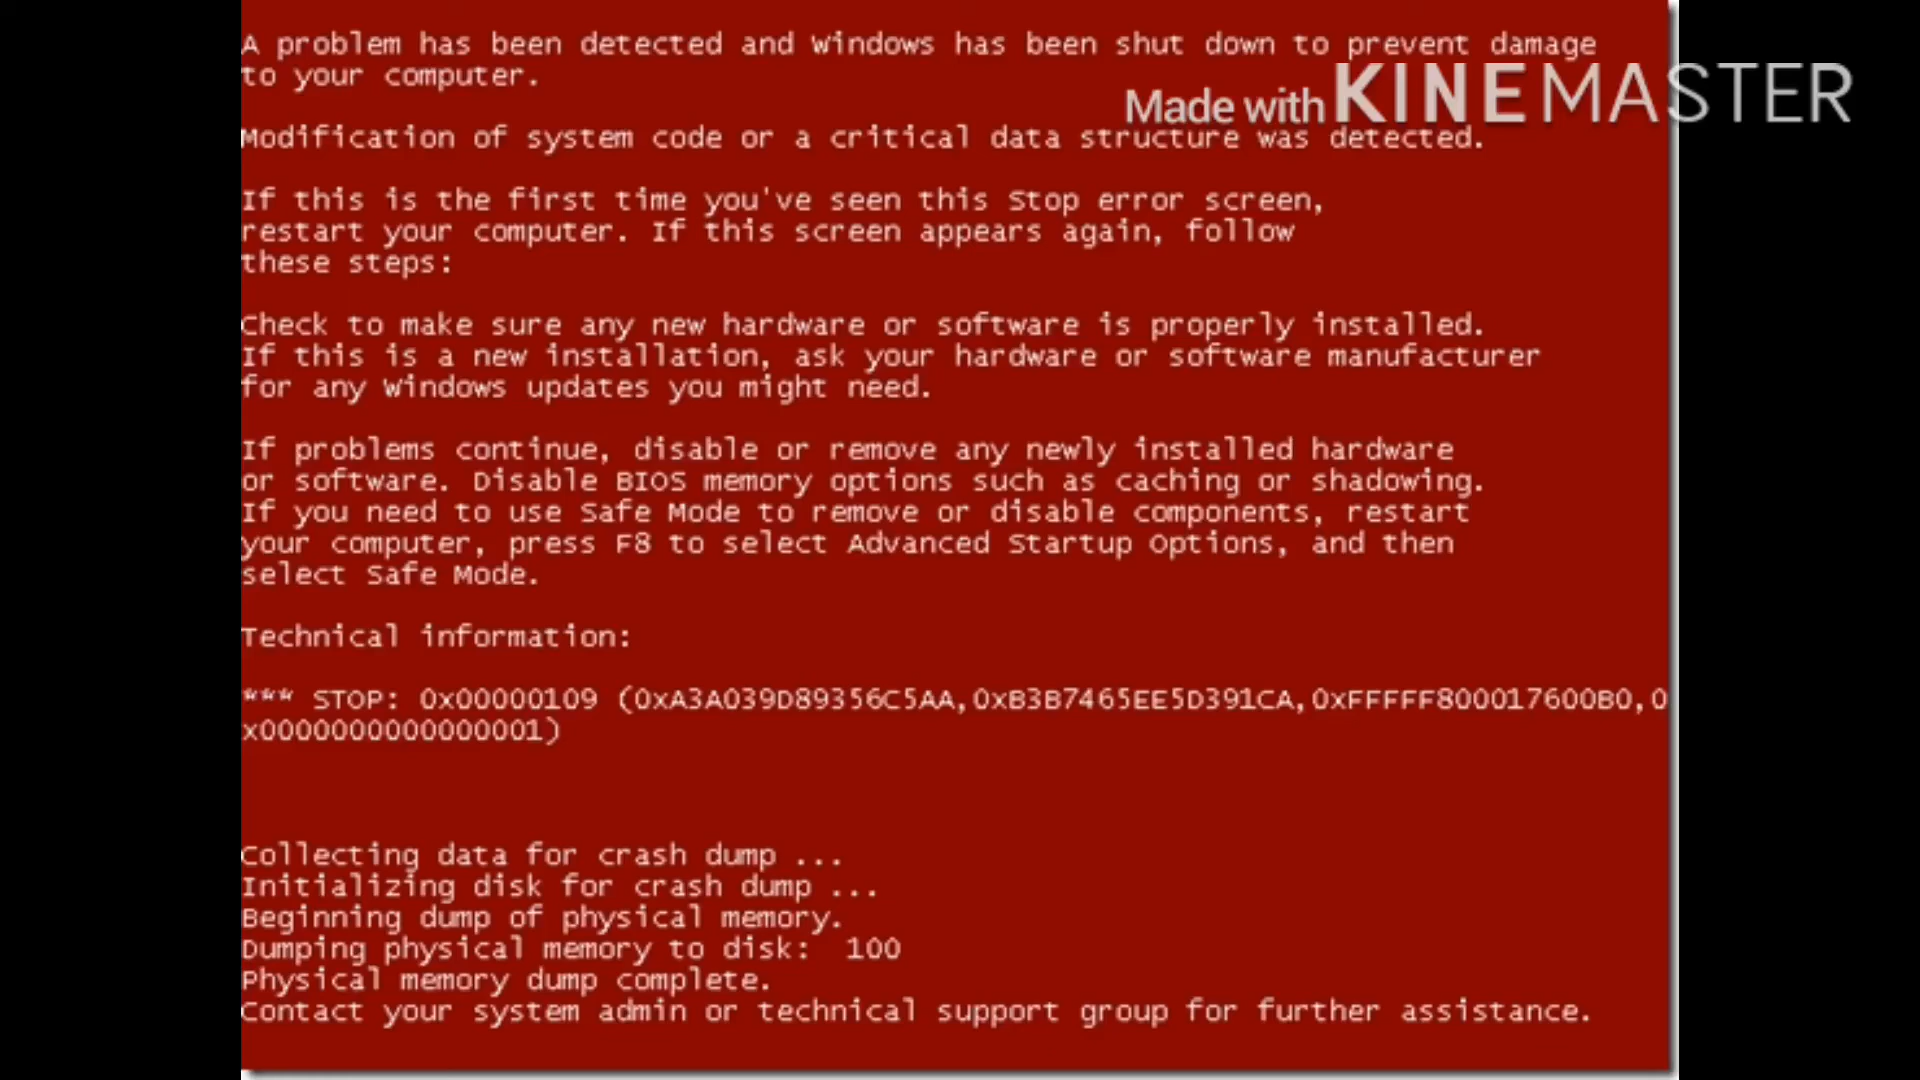 A problem has been detected and Windows has been shut down to prevent damage
to your computer.
Made with KINEMASTER
Modification of system code or a critical data structure was detected.
If this is the first time you've seen this Stop error screen,
restart your computer. If this screen appears again, follow
these steps:
Check to make sure any new hardware or software is properly installed.
If this is a new installation, ask your hardware or software manufacturer
for any Windows updates you might need.
If problems continue, disable or remove any newly installed hardware
or software. Disable BIOS memory options such as caching or shadowing.
If you need to use Safe Mode to remove or disable components, restart
your computer, press F8 to select Advanced Startup Options, and then
select Safe Mode.
Technical information:
*** STOP: 0x00000109 (0xA3A039D89356C5AA,0xB3B7465EE5D391CA,0xFFFFF800017600B0,0
x0000000000000001)
Collecting data for crash dump ...
Initializing disk for crash dump ...
Beginning dump of physical memory.
Dumping physical memory to disk:  100
Physical memory dump complete.
Contact your system admin or technical support group for further assistance.